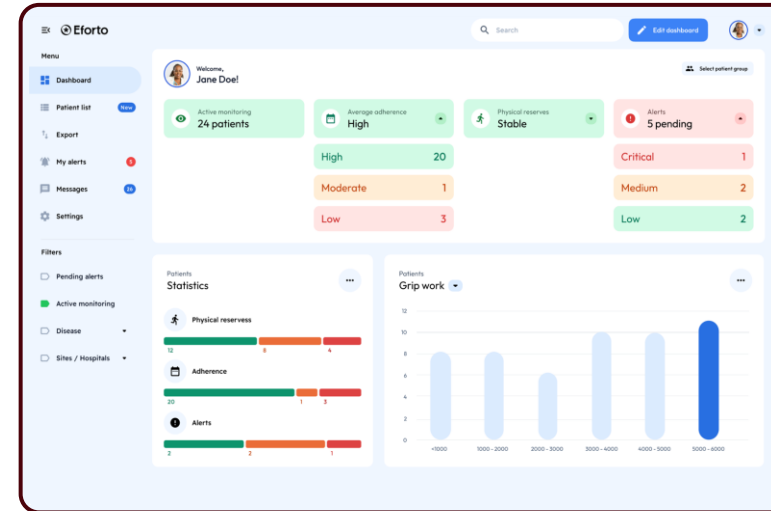 Eforto
Search
Edit dashboard
Menu
Dashboard
Patient list
New
Export
My alerts
1
Messages
26
Settings
Filters
Pending alerts
Active monitoring
Disease
Sites / Hospitals
Welcome,
Jane Doe!
Select patient group
Active monitoring
24 patients
Average adherence
High
Physical reserves
Stable
Alerts
5 pending
High 20
Moderate 1
Low 3
Critical 1
Medium 2
Low 2
Patients
Statistics
Physical reservess
12 6 4
Adherence
20 1 3
Alerts
2 2 1
Patients
Grip work
12
10
8
6
4
2
0
<1000 1000-2000 2000-3000 3000-4000 4000-5000 5000-6000